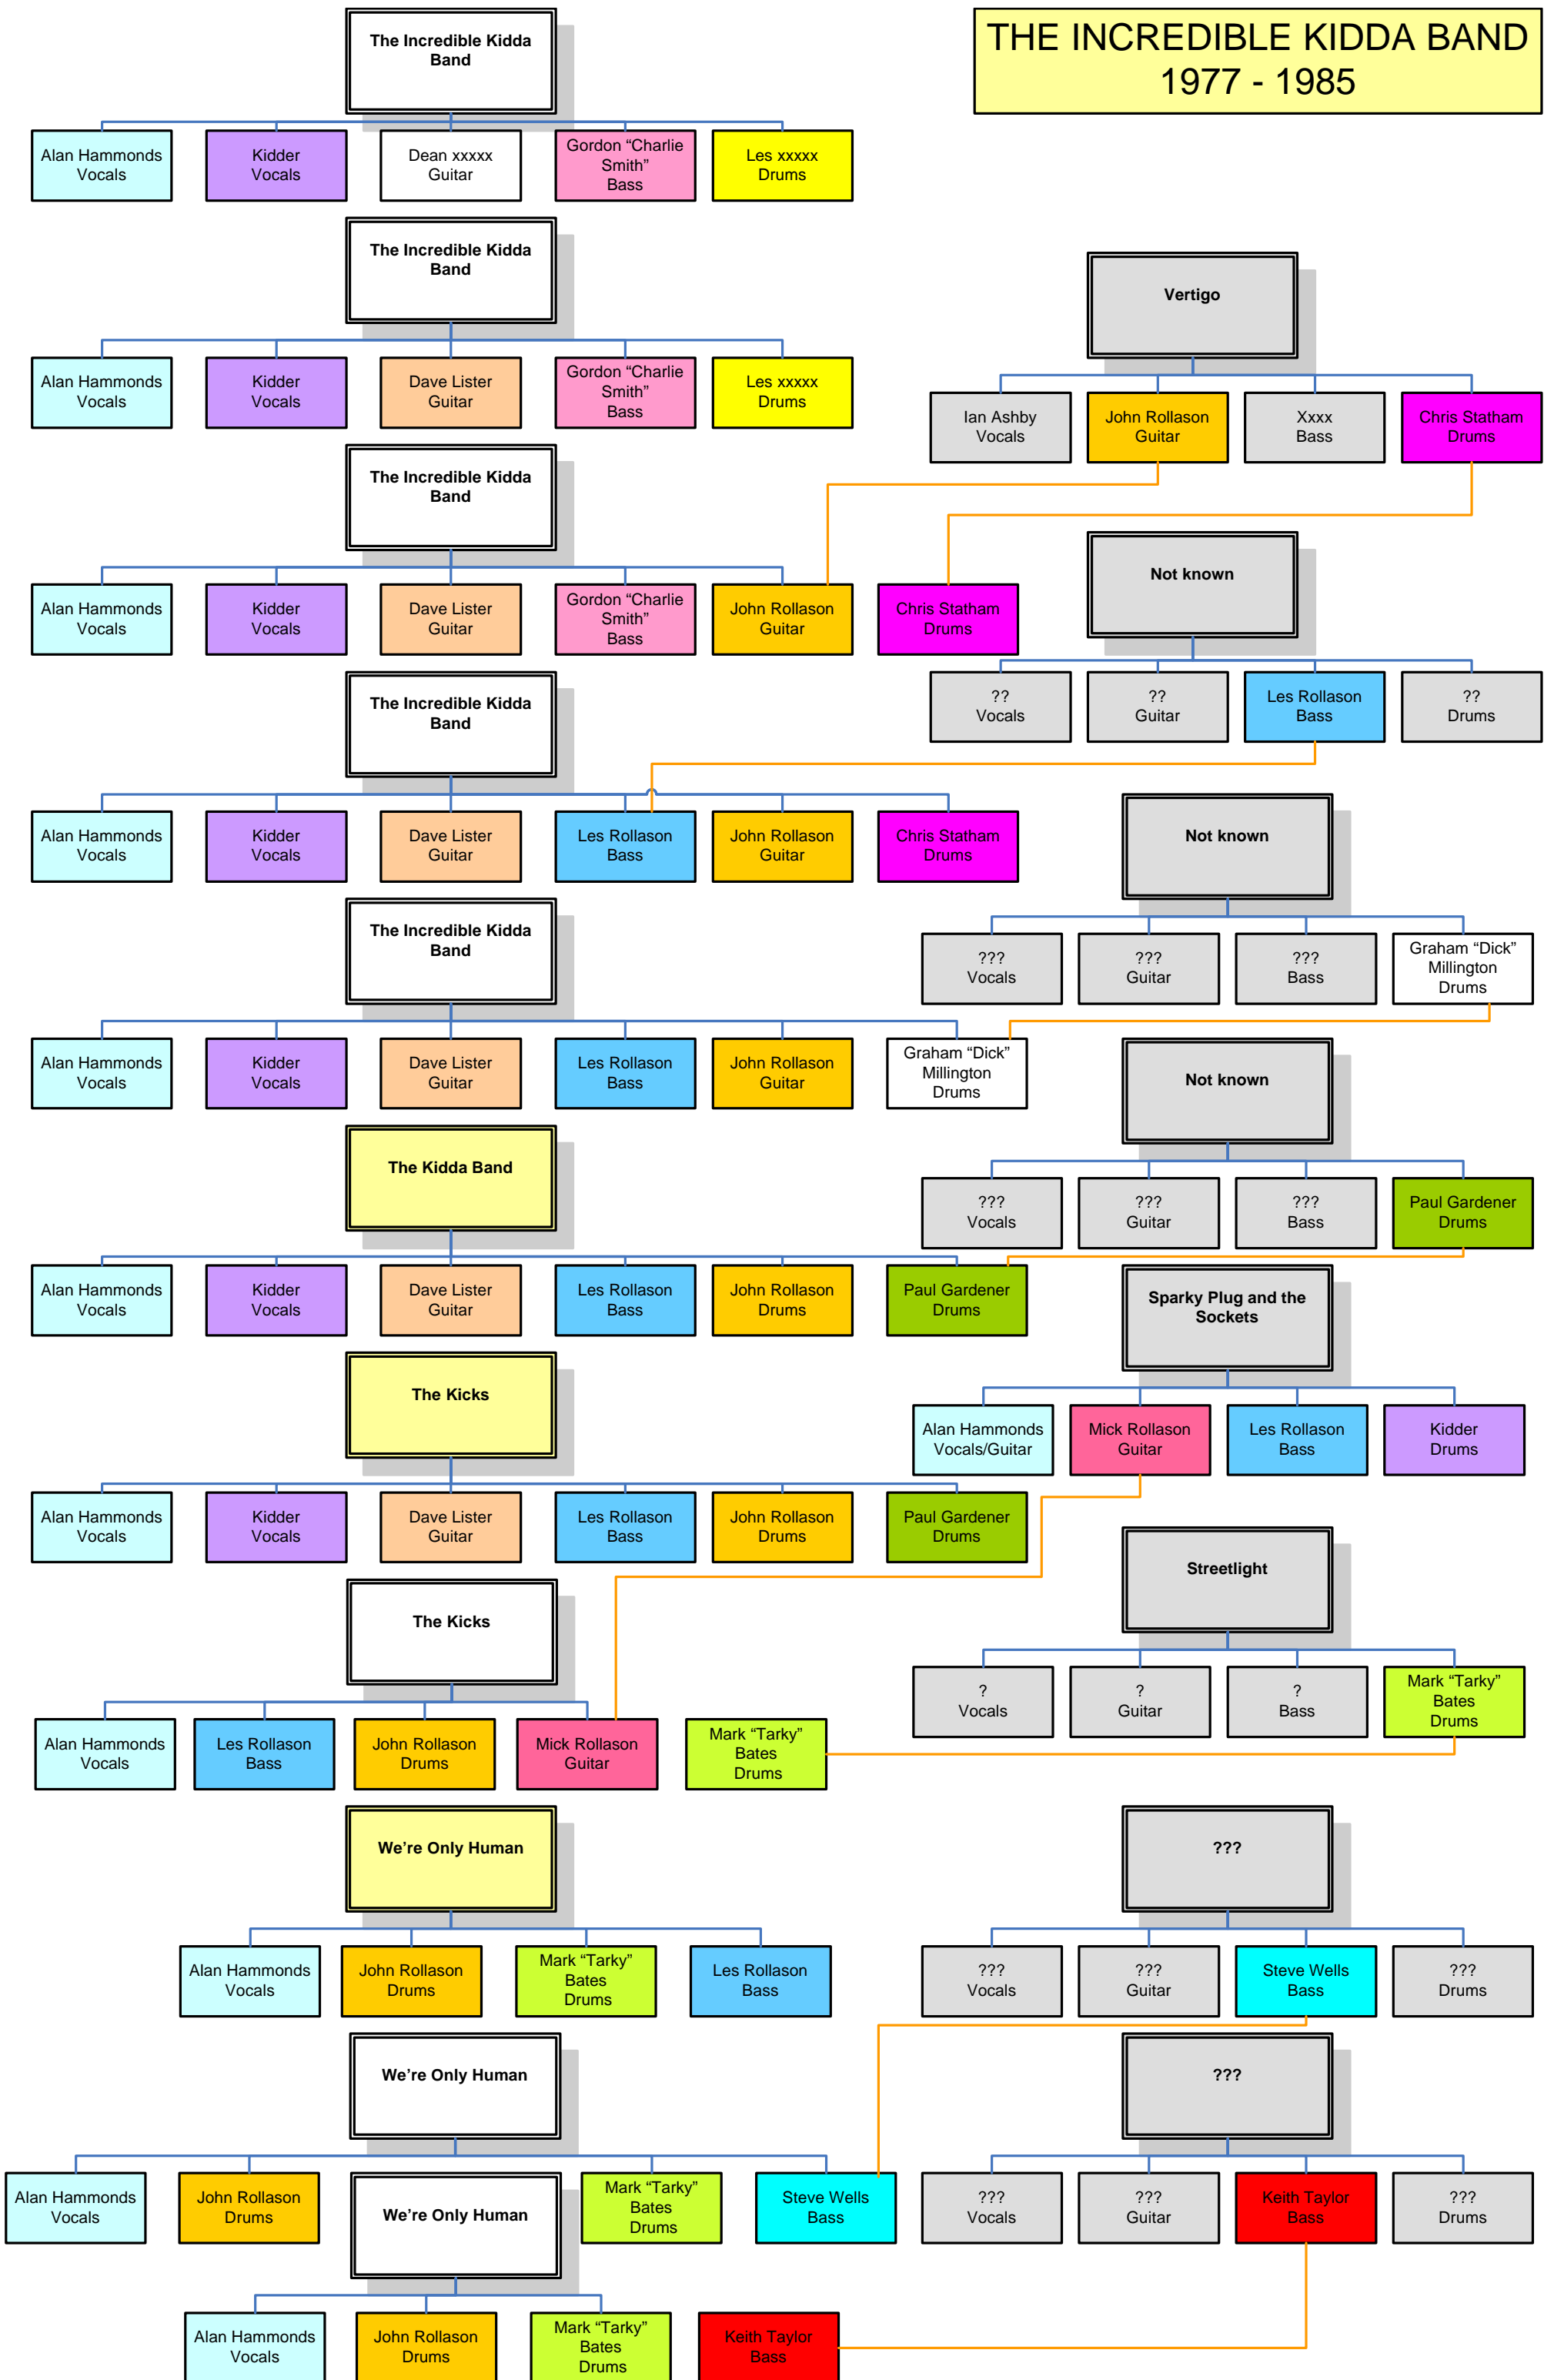 THE INCREDIBLE KIDDA BAND
1977 - 1985
The Incredible Kidda
Band
Alan Hammonds
Vocals
Kidder
Vocals
Dean xxxxx
Guitar
Gordon “Charlie
Smith”
Bass
Les xxxxx
Drums
The Incredible Kidda
Band
Alan Hammonds
Vocals
Kidder
Vocals
Dave Lister
Guitar
Gordon “Charlie
Smith”
Bass
Les xxxxx
Drums
Vertigo
Ian Ashby
Vocals
John Rollason
Guitar
Xxxx
Bass
Chris Statham
Drums
The Incredible Kidda
Band
Alan Hammonds
Vocals
Kidder
Vocals
Dave Lister
Guitar
Gordon “Charlie
Smith”
Bass
John Rollason
Guitar
Chris Statham
Drums
Not known
??
Vocals
??
Guitar
Les Rollason
Bass
??
Drums
The Incredible Kidda
Band
Alan Hammonds
Vocals
Kidder
Vocals
Dave Lister
Guitar
Les Rollason
Bass
John Rollason
Guitar
Chris Statham
Drums
Not known
???
Vocals
???
Guitar
???
Bass
Graham “Dick”
Millington
Drums
The Incredible Kidda
Band
Alan Hammonds
Vocals
Kidder
Vocals
Dave Lister
Guitar
Les Rollason
Bass
John Rollason
Guitar
Graham “Dick”
Millington
Drums
Not known
???
Vocals
???
Guitar
???
Bass
Paul Gardener
Drums
The Kidda Band
Alan Hammonds
Vocals
Kidder
Vocals
Dave Lister
Guitar
Les Rollason
Bass
John Rollason
Drums
Paul Gardener
Drums
Sparky Plug and the
Sockets
Alan Hammonds
Vocals/Guitar
Mick Rollason
Guitar
Les Rollason
Bass
Kidder
Drums
The Kicks
Alan Hammonds
Vocals
Kidder
Vocals
Dave Lister
Guitar
Les Rollason
Bass
John Rollason
Drums
Paul Gardener
Drums
Streetlight
?
Vocals
?
Guitar
?
Bass
Mark “Tarky”
Bates
Drums
The Kicks
Alan Hammonds
Vocals
Les Rollason
Bass
John Rollason
Drums
Mick Rollason
Guitar
Mark “Tarky”
Bates
Drums
We’re Only Human
Alan Hammonds
Vocals
John Rollason
Drums
Mark “Tarky”
Bates
Drums
Les Rollason
Bass
???
???
Vocals
???
Guitar
Steve Wells
Bass
???
Drums
We’re Only Human
Alan Hammonds
Vocals
John Rollason
Drums
Mark “Tarky”
Bates
Drums
Steve Wells
Bass
???
???
Vocals
???
Guitar
Keith Taylor
Bass
???
Drums
We’re Only Human
Alan Hammonds
Vocals
John Rollason
Drums
Mark “Tarky”
Bates
Drums
Keith Taylor
Bass